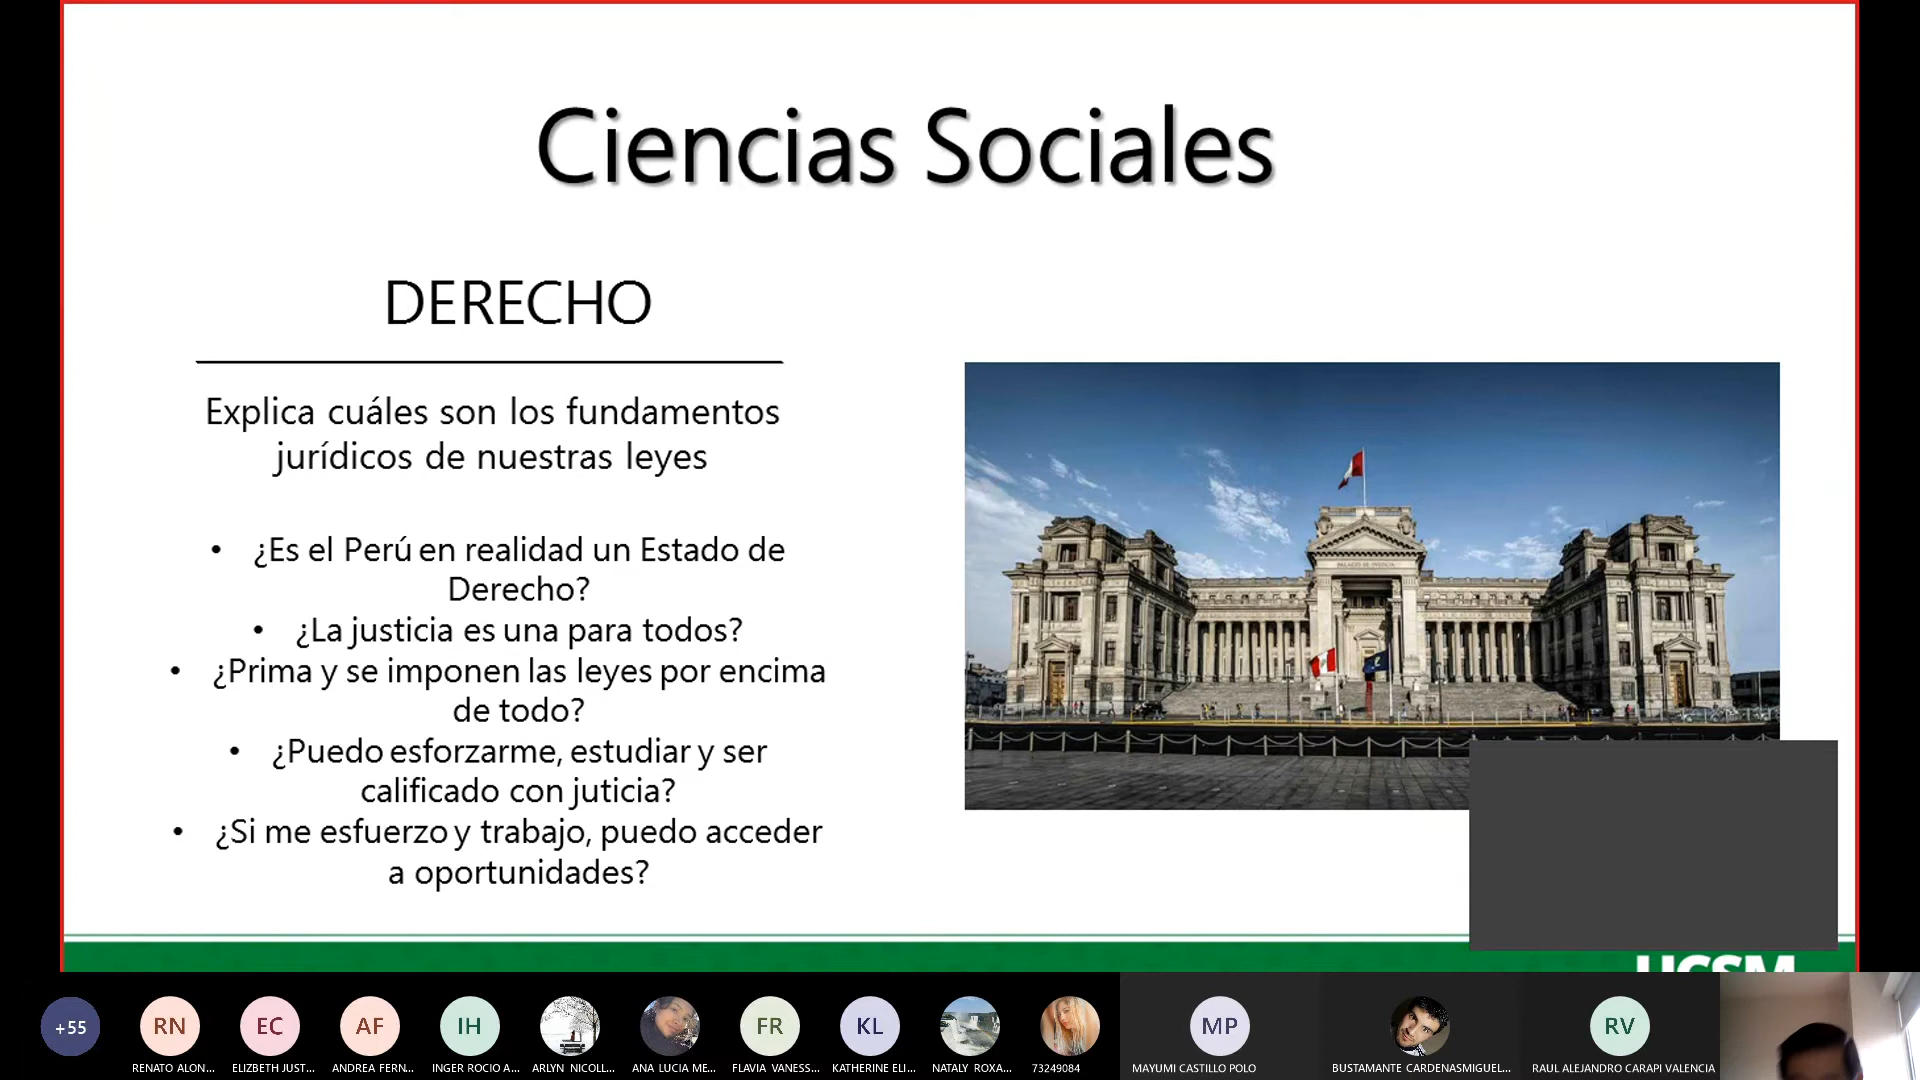 Ciencias Sociales
DERECHO
Explica cuáles son los fundamentos
jurídicos de nuestras leyes
• ¿Es el Perú en realidad un Estado de
Derecho?
• ¿La justicia es una para todos?
• ¿Prima y se imponen las leyes por encima
de todo?
• ¿Puedo esforzarme, estudiar y ser
calificado con juticia?
• ¿Si me esfuerzo y trabajo, puedo acceder
a oportunidades?
PALACIO DE JUSTICIA
UCSM
+55 RN EC AF IH FR KL MP RV
RENATO ALON... ELIZBETH JUST... ANDREA FERN... INGER ROCIO A... ARLYN NICOLL... ANA LUCIA ME... FLAVIA VANESS... KATHERINE ELI... NATALY ROXA... 73249084 MAYUMI CASTILLO POLO BUSTAMANTE CARDENASMIGUEL... RAUL ALEJANDRO CARAPI VALENCIA